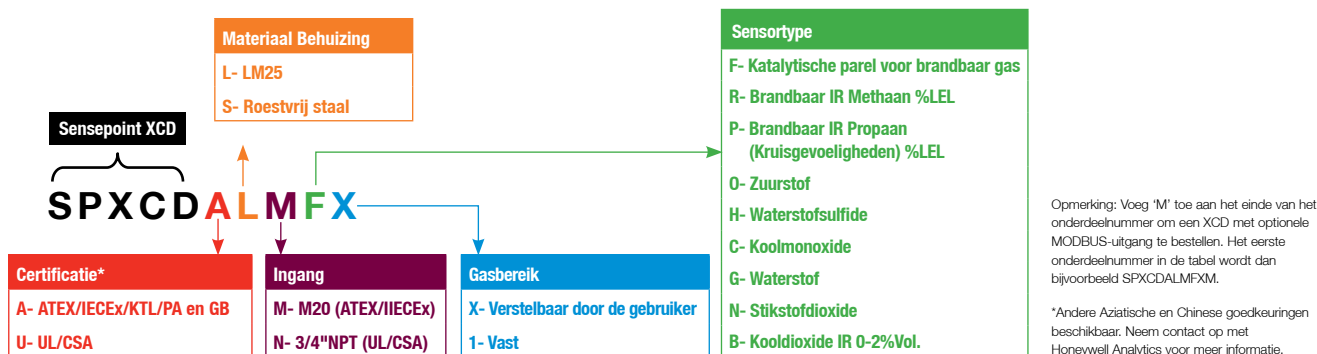 Materiaal Behuizing
L- LM25
S- Roestvrij staal
Sensepoint XCD
SPXCDALMFX
Sensortype
F- Katalytische parel voor brandbaar gas
R- Brandbaar IR Methaan %LEL
P- Brandbaar IR Propaan
(Kruisgevoeligheden) %LEL
O- Zuurstof
H- Waterstofsulfide
C- Koolmonoxide
G- Waterstof
N- Stikstofdioxide
B- Kooldioxide IR 0-2%Vol.
Certificatie*
A- ATEX/IECEx/KTL/PA en GB
U- UL/CSA
Ingang
M- M20 (ATEX/IIECEx)
N- 3/4"NPT (UL/CSA)
Gasbereik
X- Verstelbaar door de gebruiker
1- Vast
Opmerking: Voeg ‘M’ toe aan het einde van het
onderdeelnummer om een XCD met optionele
MODBUS-uitgang te bestellen. Het eerste
onderdeelnummer in de tabel wordt dan
bijvoorbeeld SPXCDALMFXM.
*Andere Aziatische en Chinese goedkeuringen
beschikbaar. Neem contact op met
Honeywell Analytics voor meer informatie.